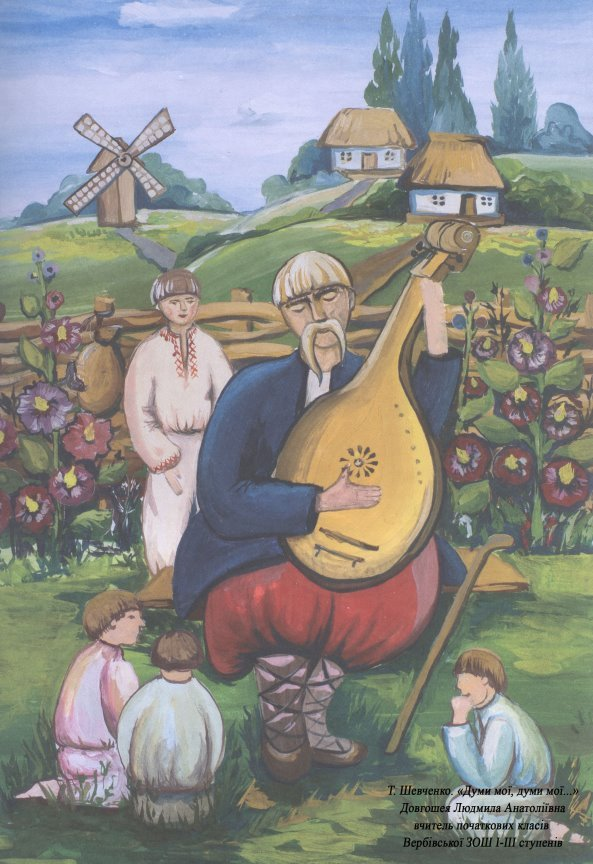 Т. Шевченко. «Думи мої, думи мої...»
Довгошея Людмила Анатоліївна
вчитель початкових класів
Вербівської ЗОШ І-ІІІ ступенів